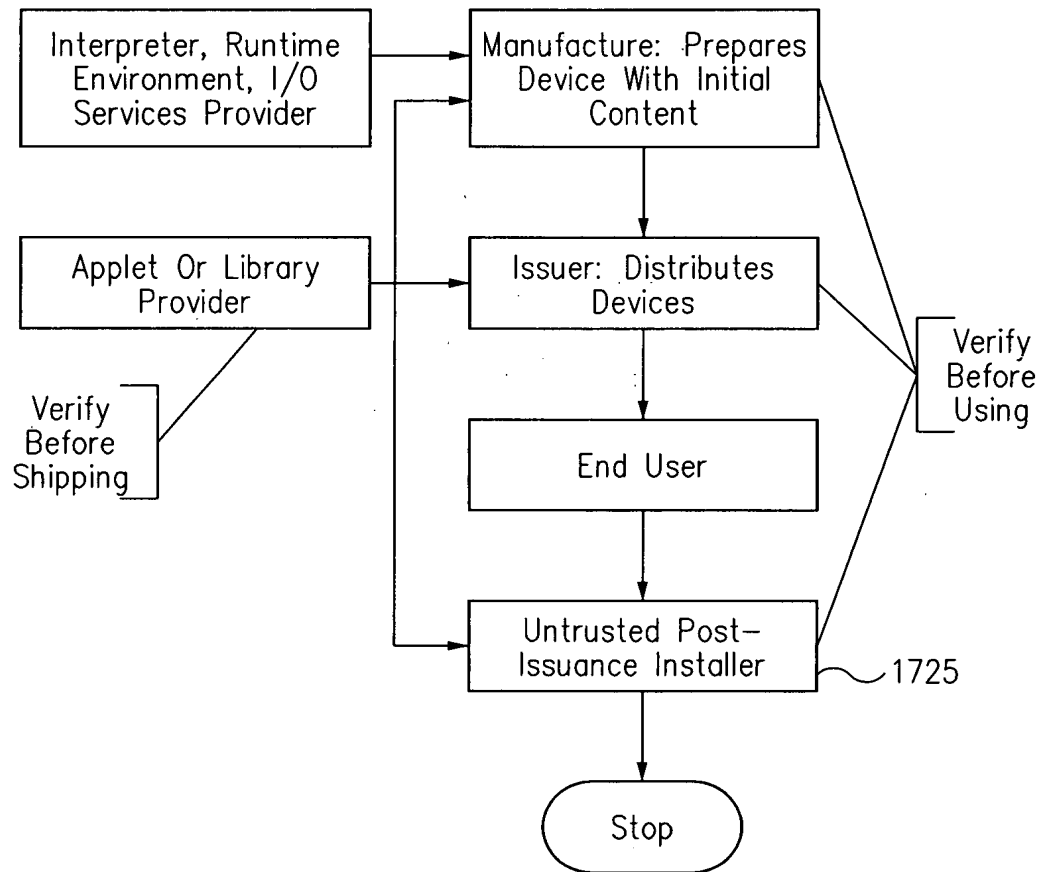 Interpreter, Runtime
Environment, I/O
Services Provider
Manufacture: Prepares
Device With Initial
Content
Applet Or Library
Provider
Issuer: Distributes
Devices
Verify
Before
Using
Verify
Before
Shipping
End User
Untrusted Post-
Issuance Installer
1725
Stop